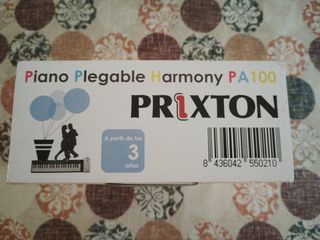 Piano Plegable Harmony PA100
PRIXTON
A partir de los
3
años
8 436042 550210